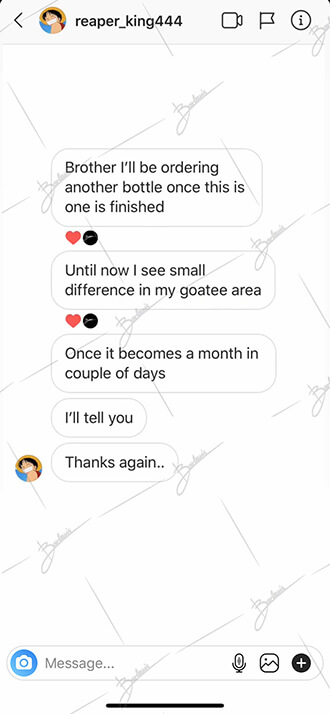 reaper_king444
Brother I'll be ordering
another bottle once this is
one is finished
Until now I see small
difference in my goatee area
Once it becomes a month in
couple of days
I'll tell you
Thanks again..
Message...